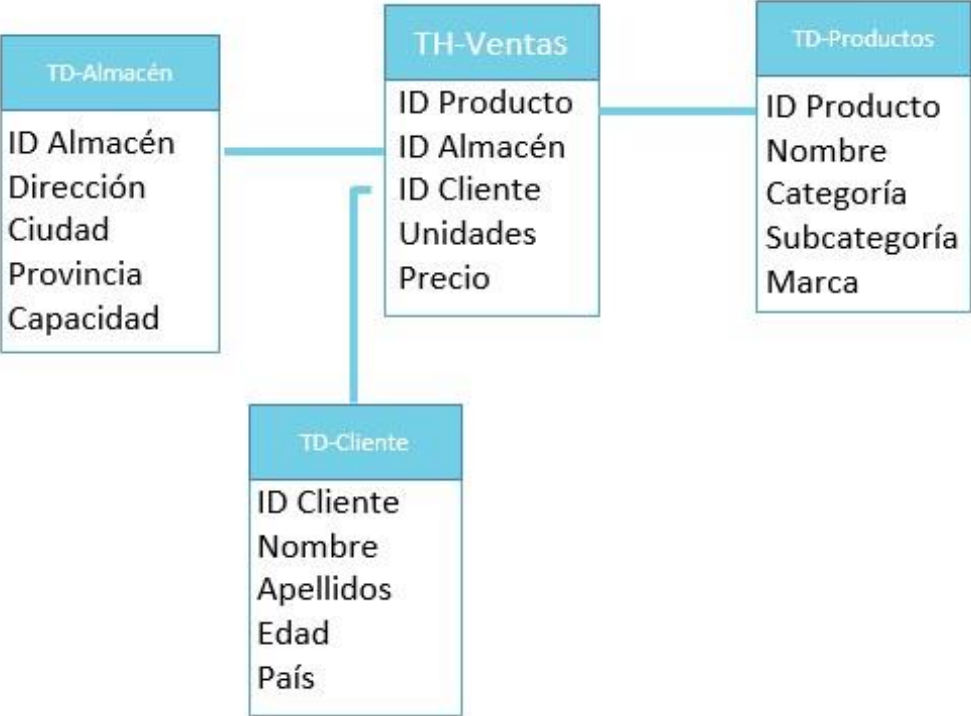 TD-Almacén
ID Almacén
Dirección
Ciudad
Provincia
Capacidad
TH-Ventas
ID Producto
ID Almacén
ID Cliente
Unidades
Precio
TD-Productos
ID Producto
Nombre
Categoría
Subcategoría
Marca
TD-Cliente
ID Cliente
Nombre
Apellidos
Edad
País